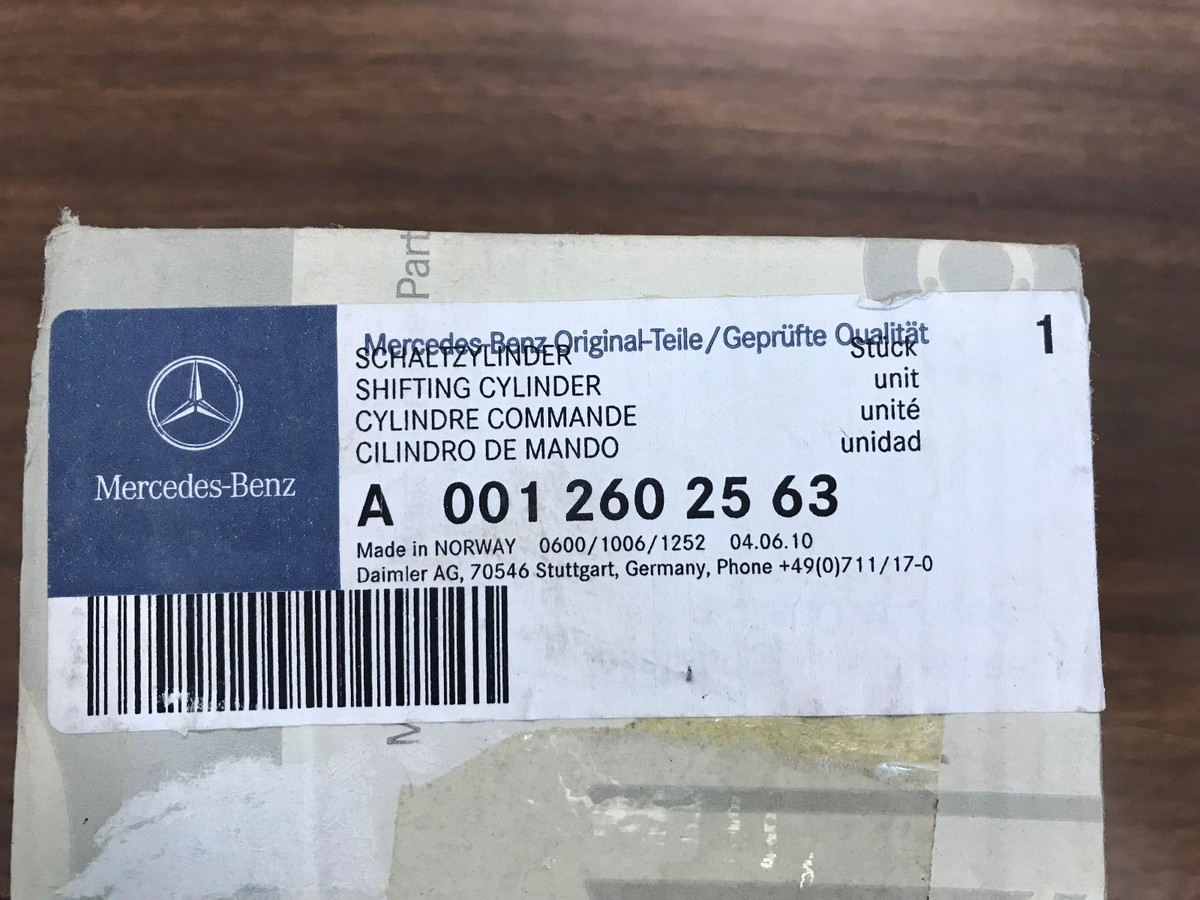 Part
Mercedes-Benz Original-Teile/Geprüfte Qualität
1
SCHALTZYLINDER Stück
SHIFTING CYLINDER unit
CYLINDRE COMMANDE unité
CILINDRO DE MANDO unidad
Mercedes-Benz
A 001 260 25 63
Made in NORWAY 0600/1006/1252 04.06.10
Daimler AG, 70546 Stuttgart, Germany, Phone +49(0)711/17-0